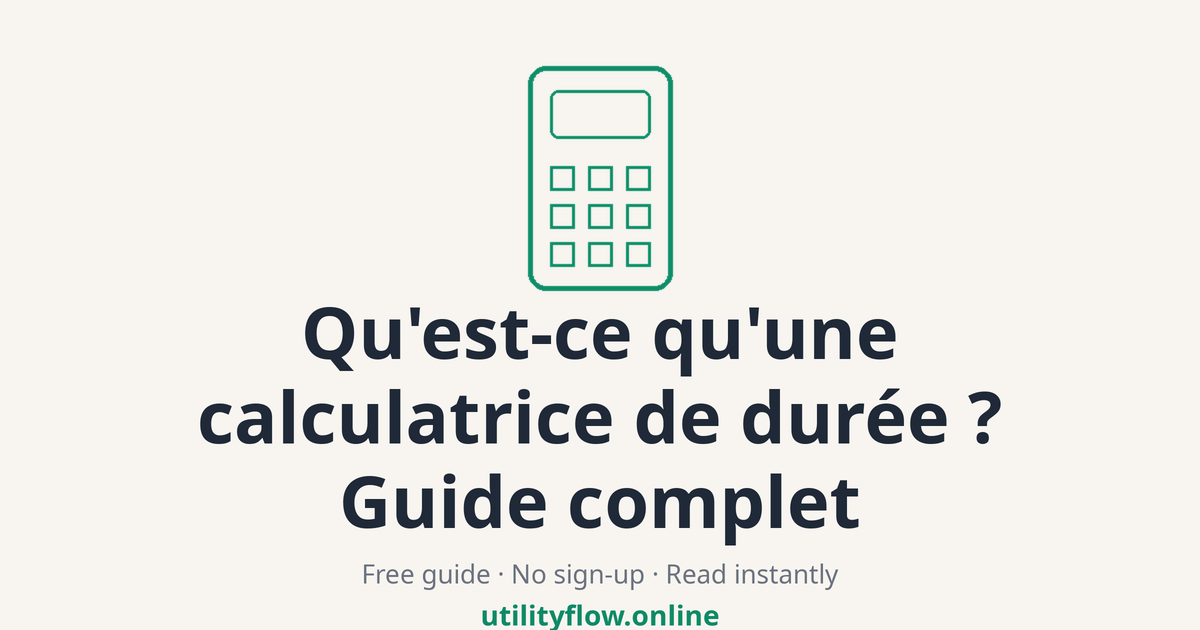 Qu'est-ce qu'une
calculatrice de durée ?
Guide complet
Free guide · No sign-up · Read instantly
utilityflow.online